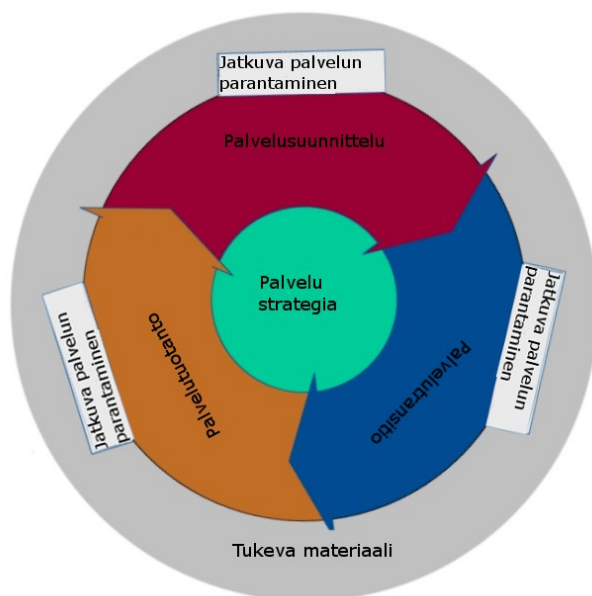 Jatkuva palvelun
parantaminen
Palvelusuunnittelu
Palvelu
strategia
Jatkuva palvelun
parantaminen
Palvelutransitio
Palvelutuotanto
Jatkuva palvelun
parantaminen
Tukeva materiaali